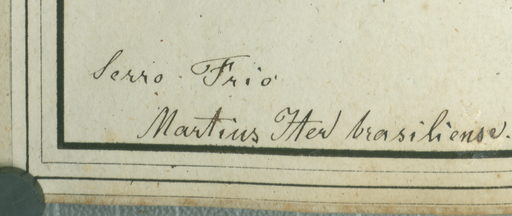 Serro Frio
Martius Iter brasiliense.